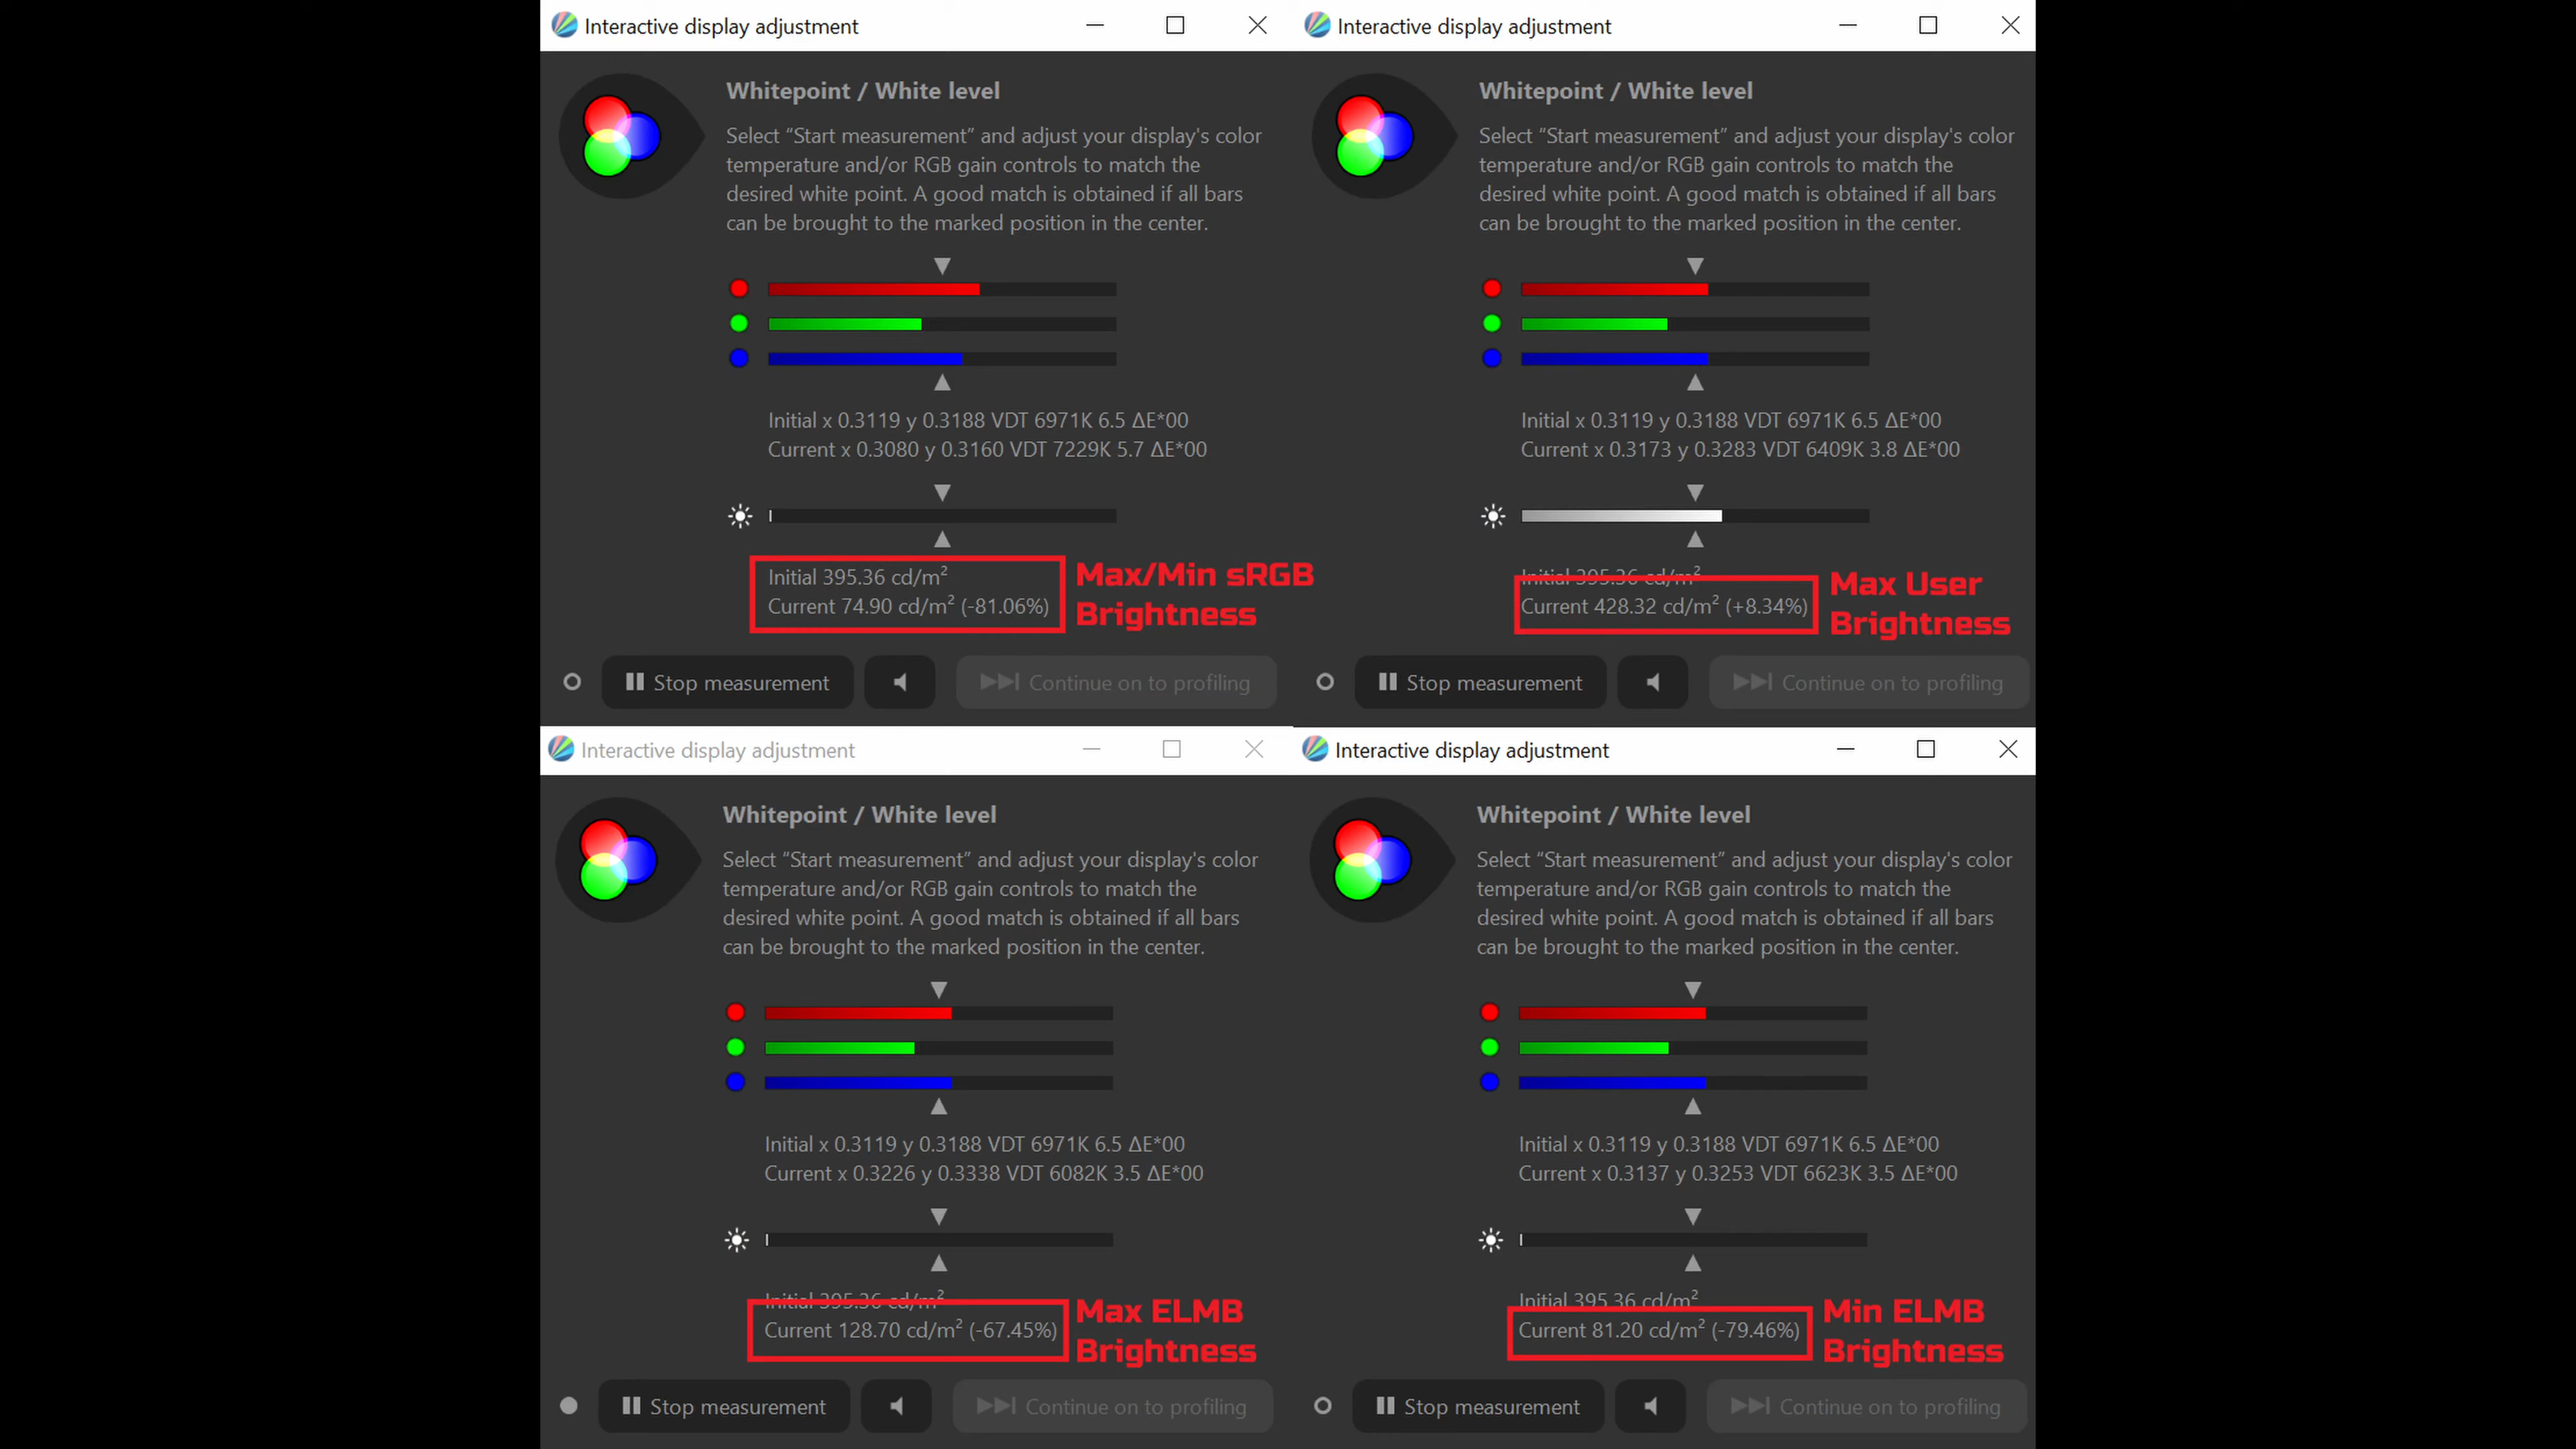 Interactive display adjustment
Whitepoint / White level
Select “Start measurement” and adjust your display's color
temperature and/or RGB gain controls to match the
desired white point. A good match is obtained if all bars
can be brought to the marked position in the center.
Initial x 0.3119 y 0.3188 VDT 6971K 6.5 ΔE*00
Current x 0.3080 y 0.3160 VDT 7229K 5.7 ΔE*00
Initial 395.36 cd/m²
Current 74.90 cd/m² (-81.06%)
Max/Min sRGB
Brightness
Stop measurement
Continue on to profiling
Interactive display adjustment
Whitepoint / White level
Select “Start measurement” and adjust your display's color
temperature and/or RGB gain controls to match the
desired white point. A good match is obtained if all bars
can be brought to the marked position in the center.
Initial x 0.3119 y 0.3188 VDT 6971K 6.5 ΔE*00
Current x 0.3173 y 0.3283 VDT 6409K 3.8 ΔE*00
Initial 395.36 cd/m²
Current 428.32 cd/m² (+8.34%)
Max User
Brightness
Stop measurement
Continue on to profiling
Interactive display adjustment
Whitepoint / White level
Select “Start measurement” and adjust your display's color
temperature and/or RGB gain controls to match the
desired white point. A good match is obtained if all bars
can be brought to the marked position in the center.
Initial x 0.3119 y 0.3188 VDT 6971K 6.5 ΔE*00
Current x 0.3226 y 0.3338 VDT 6082K 3.5 ΔE*00
Initial 395.36 cd/m²
Current 128.70 cd/m² (-67.45%)
Max ELMB
Brightness
Stop measurement
Continue on to profiling
Interactive display adjustment
Whitepoint / White level
Select “Start measurement” and adjust your display's color
temperature and/or RGB gain controls to match the
desired white point. A good match is obtained if all bars
can be brought to the marked position in the center.
Initial x 0.3119 y 0.3188 VDT 6971K 6.5 ΔE*00
Current x 0.3137 y 0.3253 VDT 6623K 3.5 ΔE*00
Initial 395.36 cd/m²
Current 81.20 cd/m² (-79.46%)
Min ELMB
Brightness
Stop measurement
Continue on to profiling